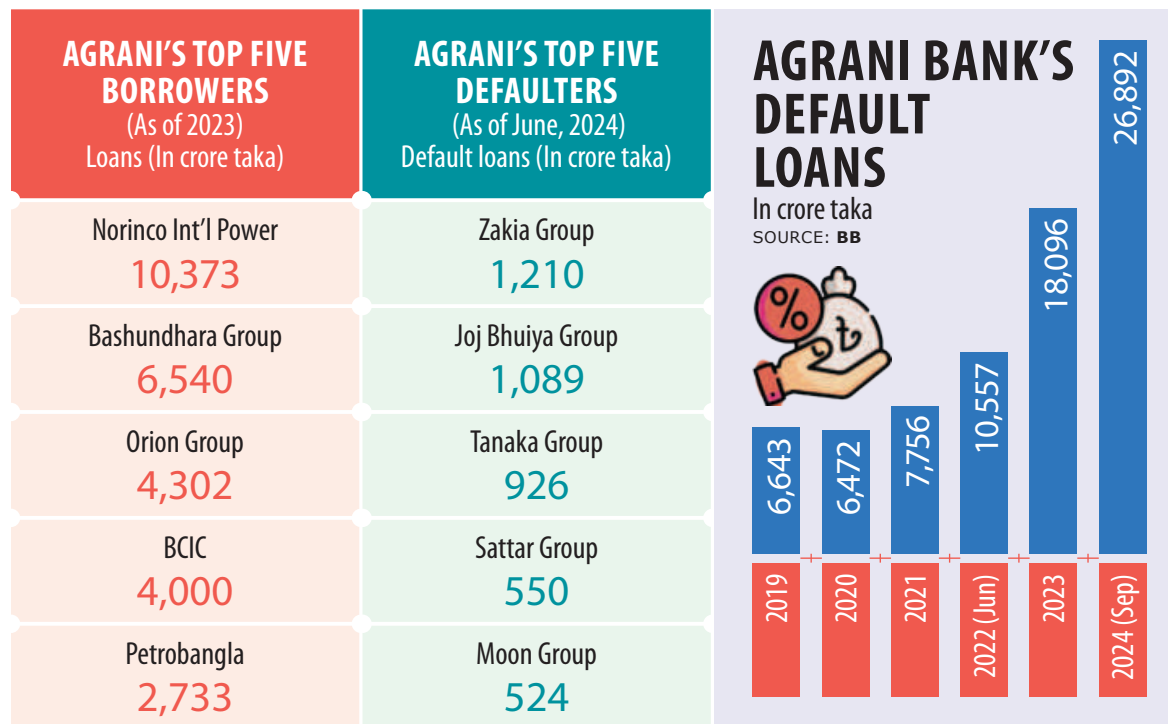 AGRANI'S TOP FIVE
BORROWERS
(As of 2023)
Loans (In crore taka)
Norinco Int'l Power
10,373
Bashundhara Group
6,540
Orion Group
4,302
BCIC
4,000
Petrobangla
2,733
AGRANI'S TOP FIVE
DEFAULTERS
(As of June, 2024)
Default loans (In crore taka)
Zakia Group
1,210
Joj Bhuiya Group
1,089
Tanaka Group
926
Sattar Group
550
Moon Group
524
AGRANI BANK'S
DEFAULT
LOANS
In crore taka
SOURCE: BB
%
৳
6,643
6,472
7,756
10,557
18,096
26,892
2019
2020
2021
2022 (Jun)
2023
2024 (Sep)